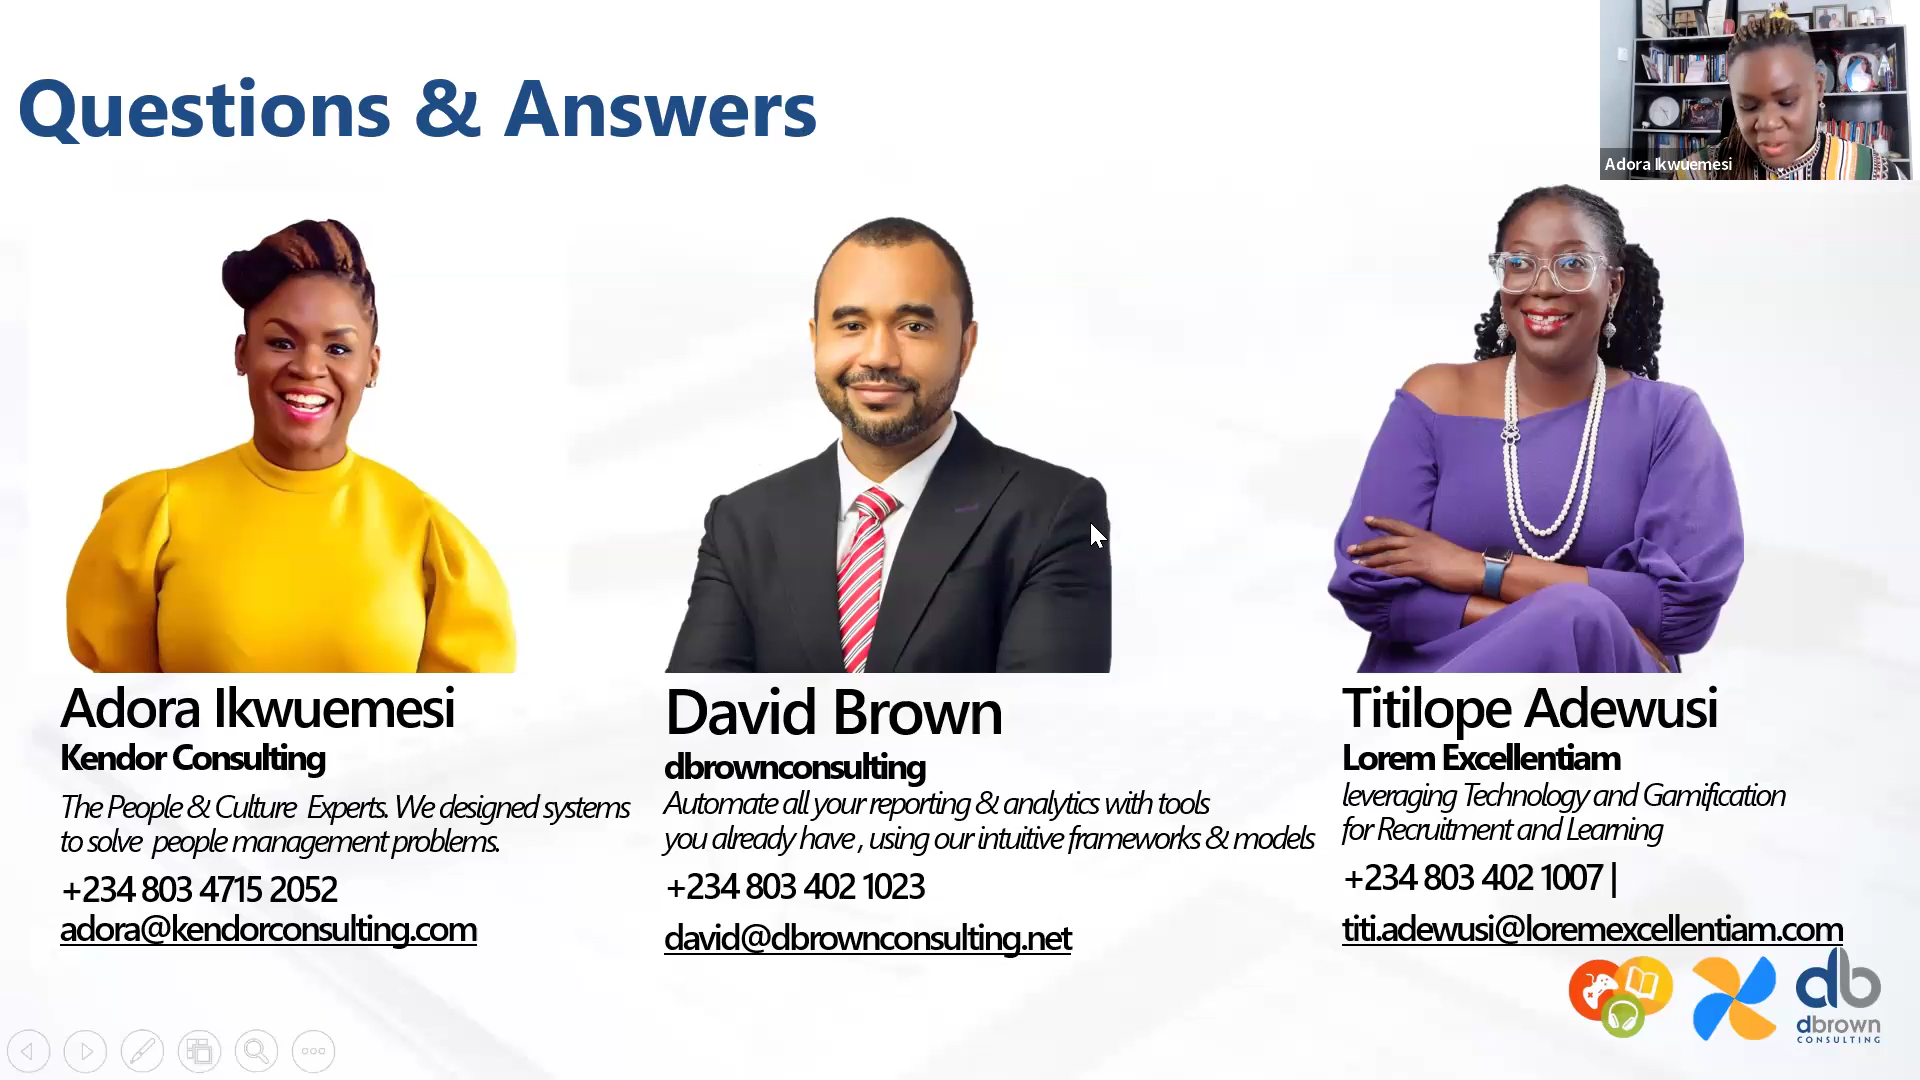 Questions & Answers
Adora Ikwuemesi
Adora Ikwuemesi
Kendor Consulting
The People & Culture Experts. We designed systems
to solve people management problems.
+234 803 4715 2052
adora@kendorconsulting.com
David Brown
dbrownconsulting
Automate all your reporting & analytics with tools
you already have , using our intuitive frameworks & models
+234 803 402 1023
david@dbrownconsulting.net
Titilope Adewusi
Lorem Excellentiam
leveraging Technology and Gamification
for Recruitment and Learning
+234 803 402 1007 |
titi.adewusi@loremexcellentiam.com
db
dbrown
CONSULTING